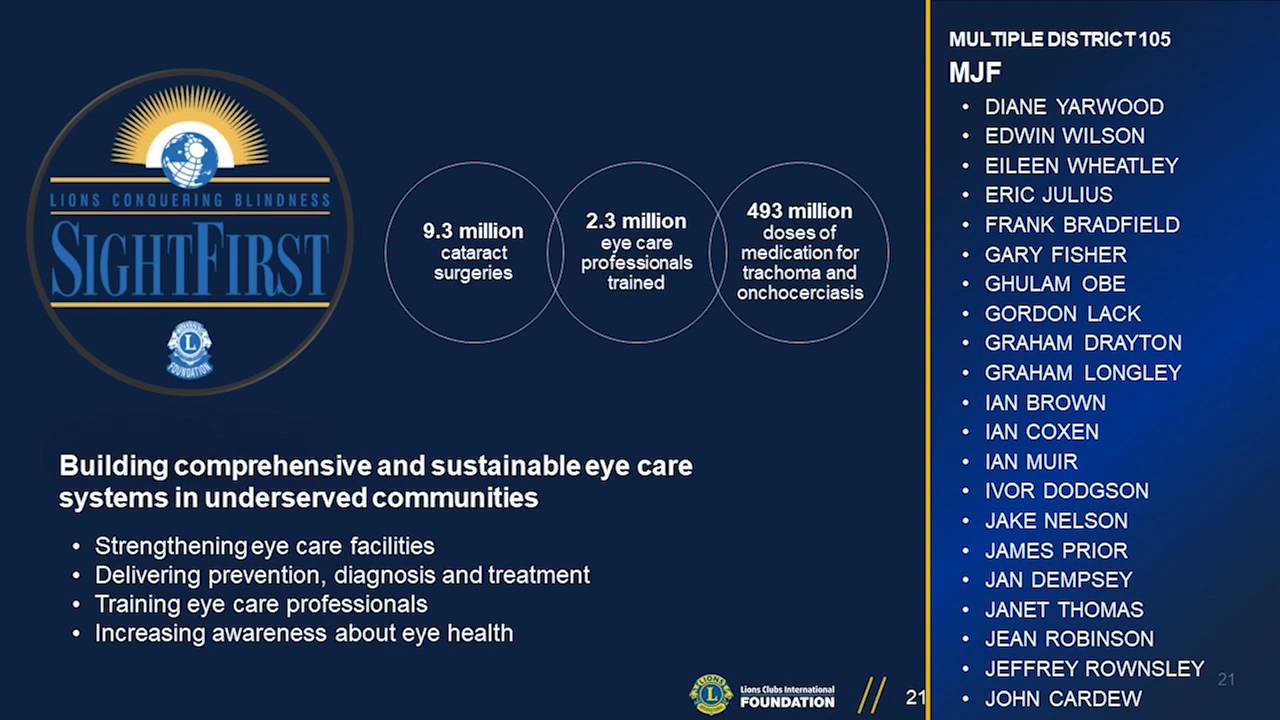 LIONS CONQUERING BLINDNESS
SIGHTFIRST
LIONS
L
INTERNATIONAL
FOUNDATION
9.3 million
cataract
surgeries
2.3 million
eye care
professionals
trained
493 million
doses of
medication for
trachoma and
onchocerciasis
Building comprehensive and sustainable eye care
systems in underserved communities
• Strengthening eye care facilities
• Delivering prevention, diagnosis and treatment
• Training eye care professionals
• Increasing awareness about eye health
LIONS
L
INTERNATIONAL
Lions Clubs International
FOUNDATION
21
MULTIPLE DISTRICT 105
MJF
• DIANE YARWOOD
• EDWIN WILSON
• EILEEN WHEATLEY
• ERIC JULIUS
• FRANK BRADFIELD
• GARY FISHER
• GHULAM OBE
• GORDON LACK
• GRAHAM DRAYTON
• GRAHAM LONGLEY
• IAN BROWN
• IAN COXEN
• IAN MUIR
• IVOR DODGSON
• JAKE NELSON
• JAMES PRIOR
• JAN DEMPSEY
• JANET THOMAS
• JEAN ROBINSON
• JEFFREY ROWNSLEY
• JOHN CARDEW
21